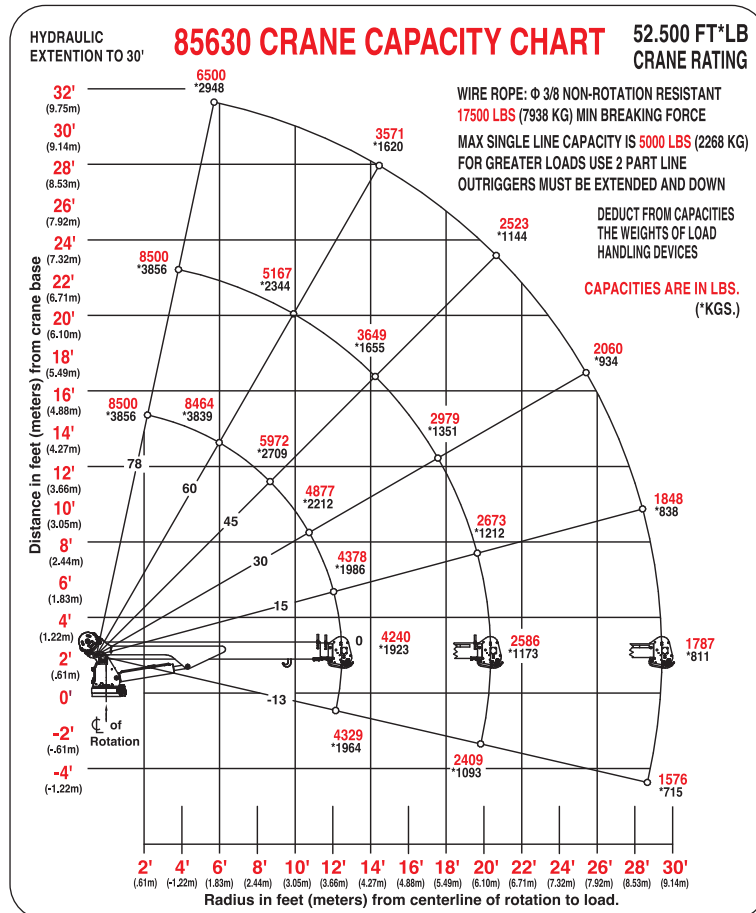 HYDRAULIC
EXTENTION TO 30'
85630 CRANE CAPACITY CHART
52.500 FT*LB
CRANE RATING
WIRE ROPE: Φ 3/8 NON-ROTATION RESISTANT
17500 LBS (7938 KG) MIN BREAKING FORCE
MAX SINGLE LINE CAPACITY IS 5000 LBS (2268 KG)
FOR GREATER LOADS USE 2 PART LINE
OUTRIGGERS MUST BE EXTENDED AND DOWN
DEDUCT FROM CAPACITIES
THE WEIGHTS OF LOAD
HANDLING DEVICES
CAPACITIES ARE IN LBS.
(*KGS.)
Distance in feet (meters) from crane base
32'
(9.75m)
30'
(9.14m)
28'
(8.53m)
26'
(7.92m)
24'
(7.32m)
22'
(6.71m)
20'
(6.10m)
18'
(5.49m)
16'
(4.88m)
14'
(4.27m)
12'
(3.66m)
10'
(3.05m)
8'
(2.44m)
6'
(1.83m)
4'
(1.22m)
2'
(.61m)
0'
-2'
(-.61m)
-4'
(-1.22m)
6500
*2948
3571
*1620
2523
*1144
2060
*934
1848
*838
1787
*811
1576
*715
8500
*3856
5167
*2344
3649
*1655
2979
*1351
2673
*1212
2586
*1173
2409
*1093
8500
*3856
8464
*3839
5972
*2709
4877
*2212
4378
*1986
4240
*1923
4329
*1964
78
60
45
30
15
0
-13
℄ of
Rotation
2' 4' 6' 8' 10' 12' 14' 16' 18' 20' 22' 24' 26' 28' 30'
(.61m) (-1.22m) (1.83m) (2.44m) (3.05m) (3.66m) (4.27m) (4.88m) (5.49m) (6.10m) (6.71m) (7.32m) (7.92m) (8.53m) (9.14m)
Radius in feet (meters) from centerline of rotation to load.